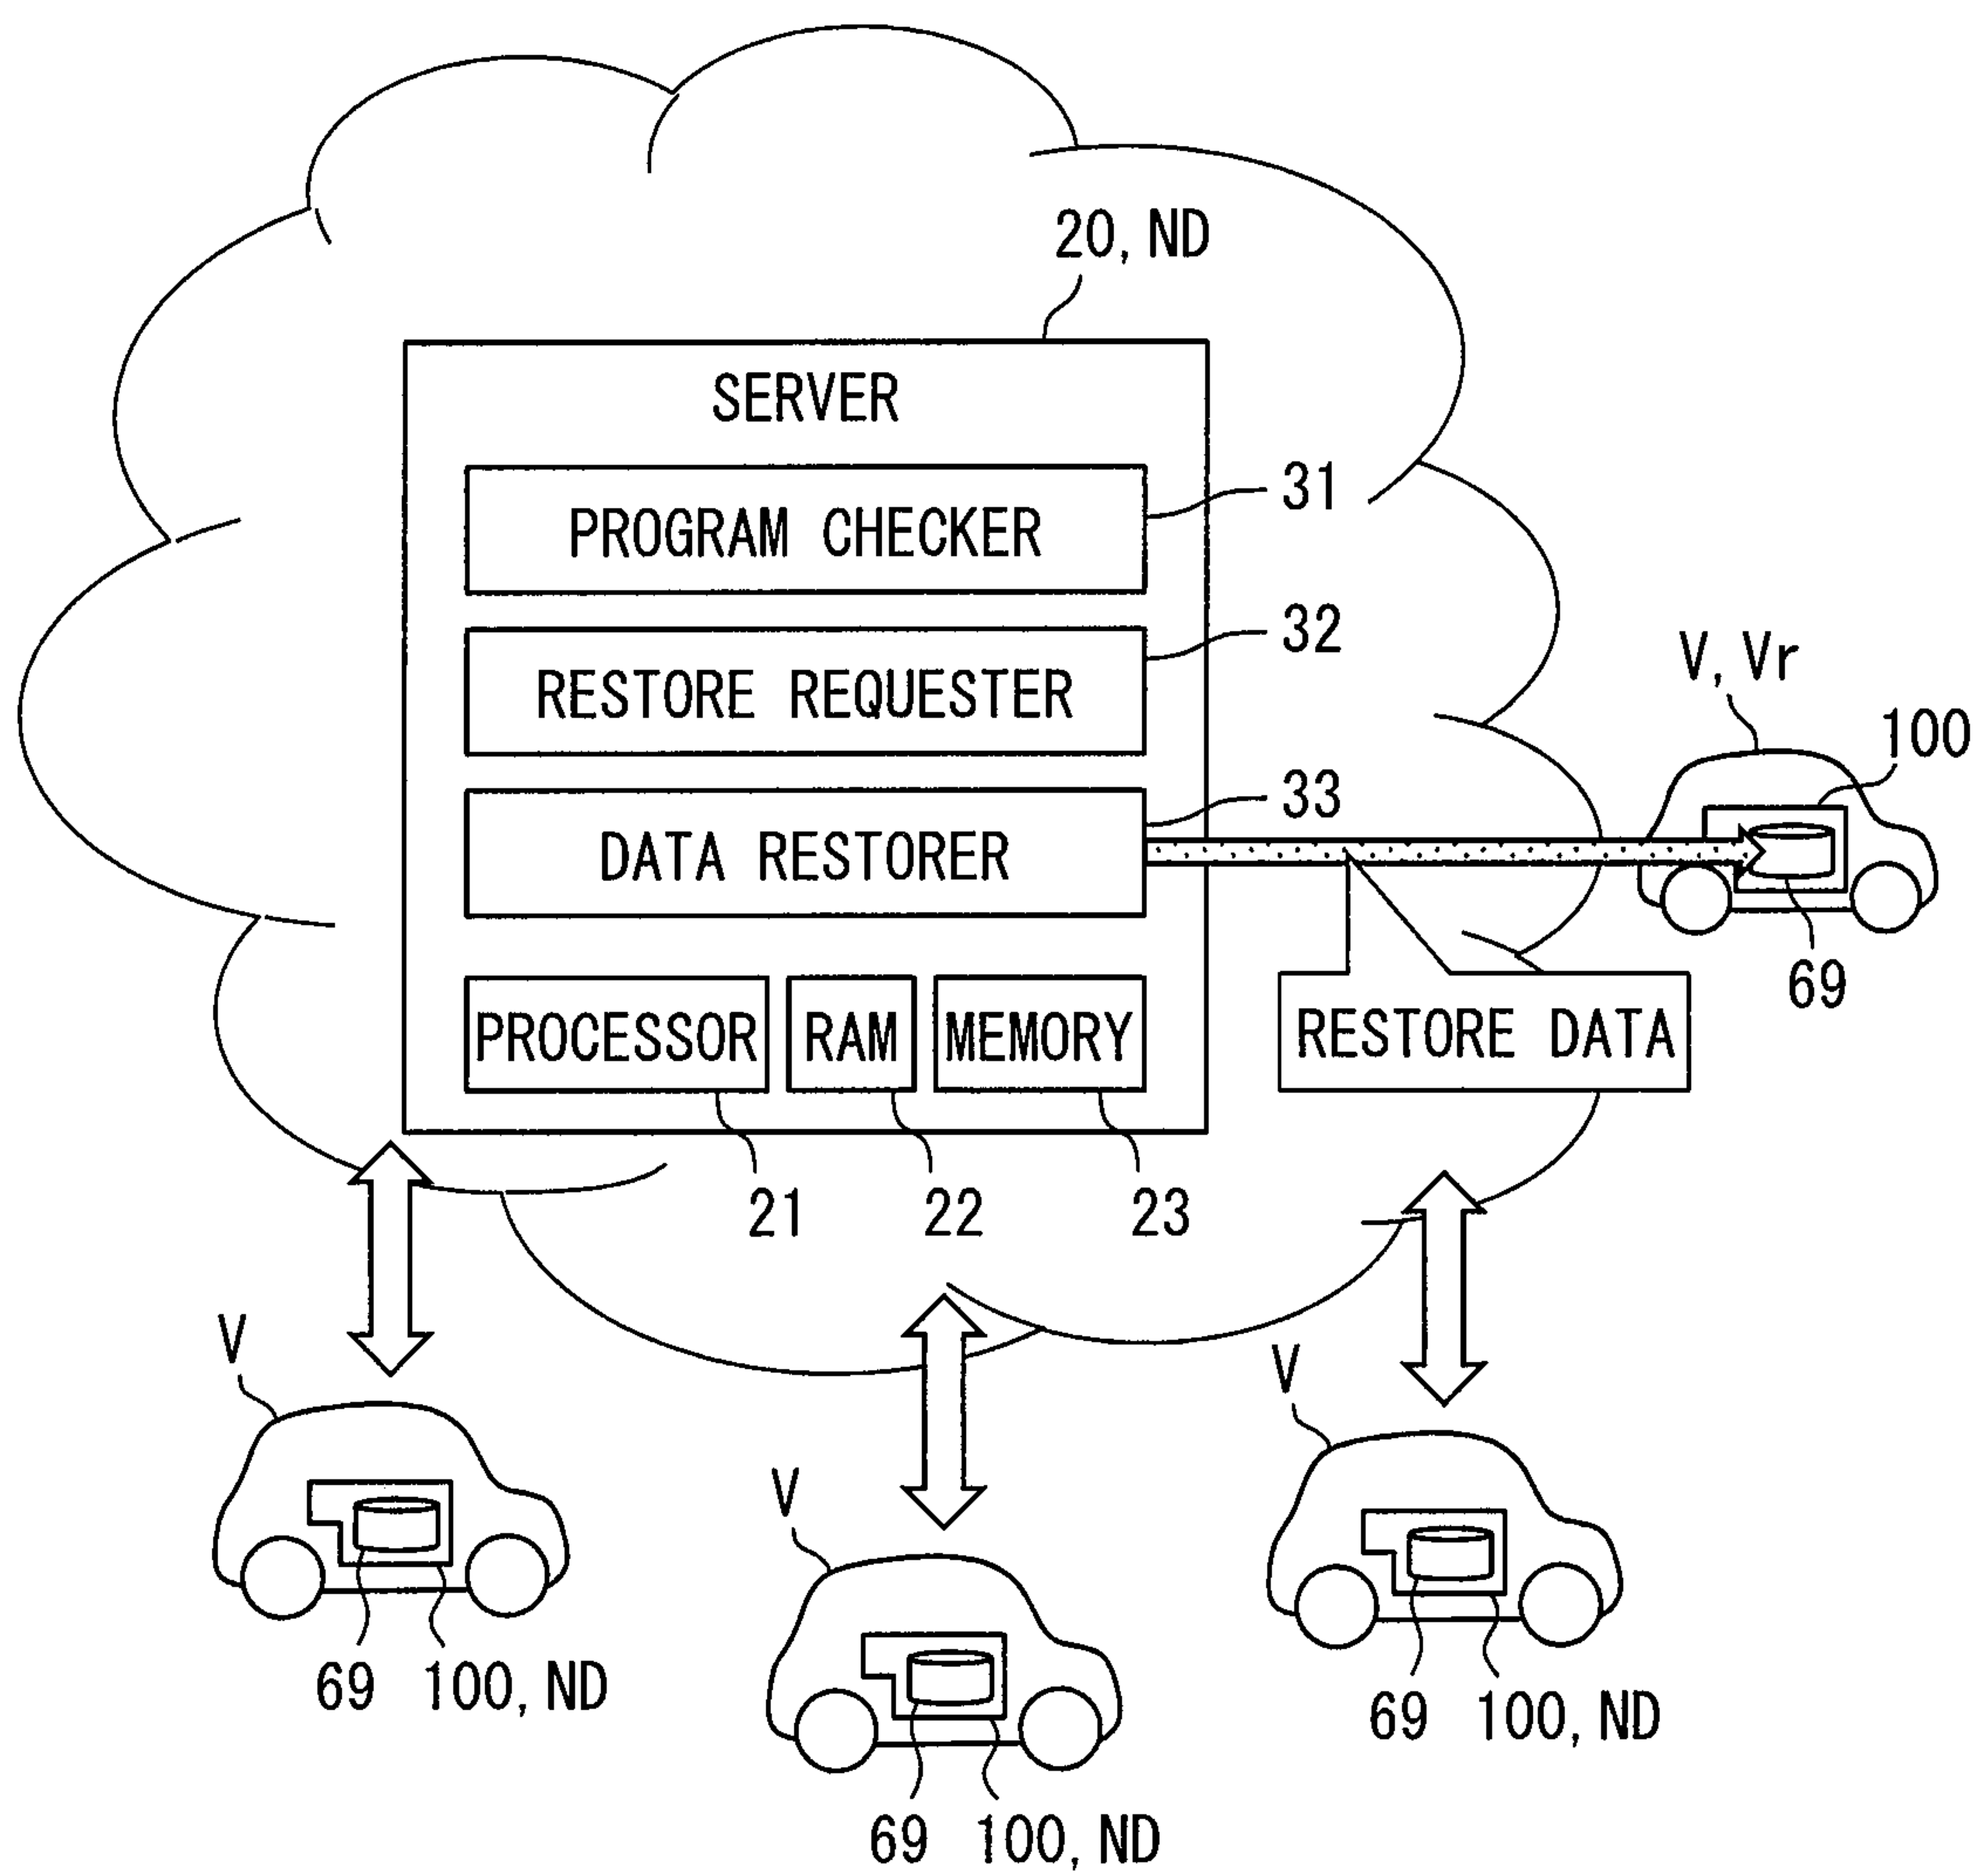 20, ND
SERVER
PROGRAM CHECKER
31
RESTORE REQUESTER
32
DATA RESTORER
33
V, Vr
100
69
RESTORE DATA
PROCESSOR
RAM
MEMORY
21
22
23
V
69
100, ND
V
69
100, ND
V
69
100, ND